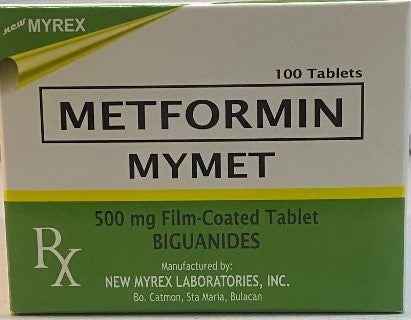 new MYREX
100 Tablets
METFORMIN
MYMET
500 mg Film-Coated Tablet
BIGUANIDES
Rx
Manufactured by:
NEW MYREX LABORATORIES, INC.
Bo. Catmon, Sta Maria, Bulacan